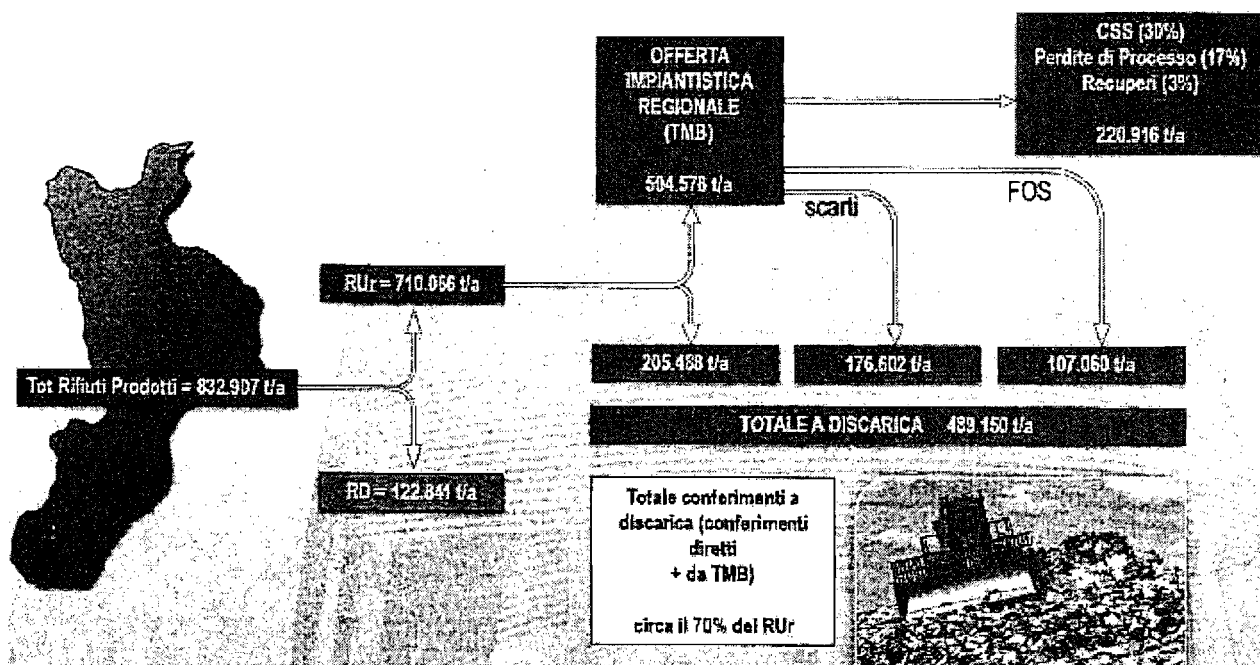 CSS (30%)
Perdite di Processo (17%)
Recuperi (3%)
220.916 t/a
OFFERTA
IMPIANTISTICA
REGIONALE
(TMB)
504.578 t/a
scarti
FOS
RUr = 710.066 t/a
205.488 t/a
176.602 t/a
107.060 t/a
Tot Rifiuti Prodotti = 832.907 t/a
TOTALE A DISCARICA 489.150 t/a
RD = 122.841 t/a
Totale conferimenti a
discarica (conferimenti
diretti
+ da TMB)
circa il 70% del RUr